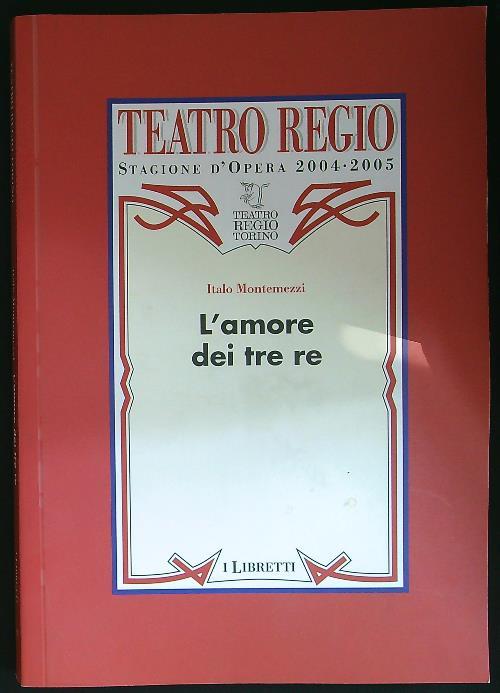 TEATRO REGIO
STAGIONE D'OPERA 2004·2005
TEATRO
REGIO
TORINO
Italo Montemezzi
L'amore
dei tre re
I LIBRETTI